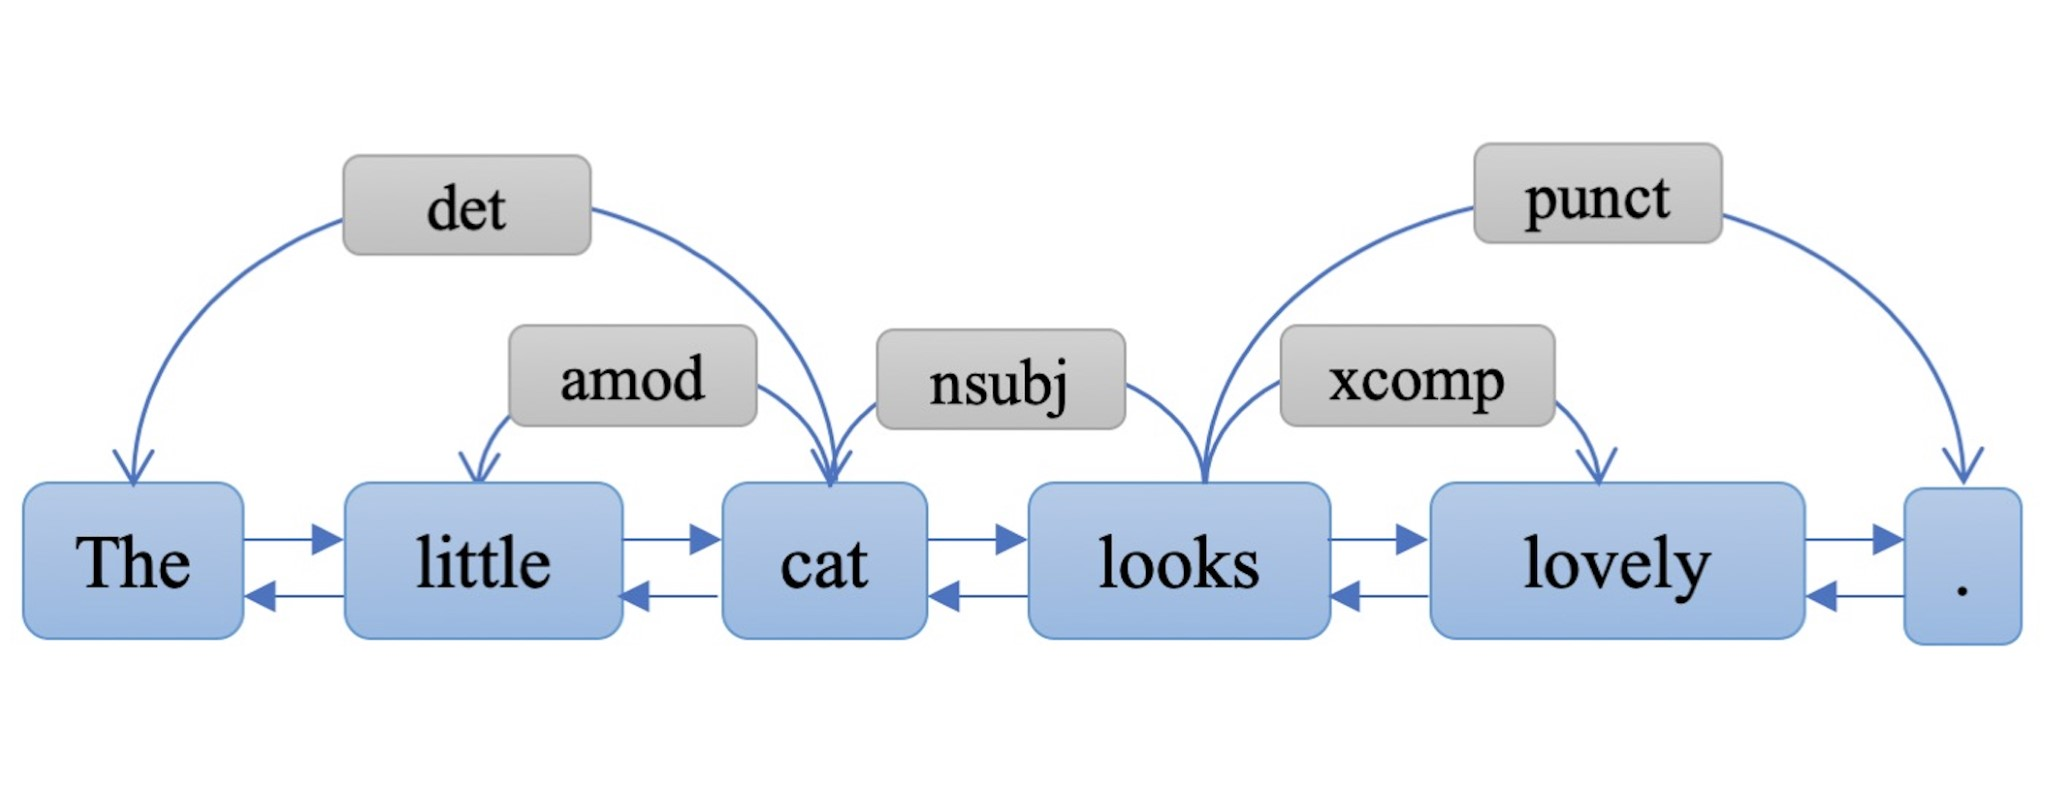 det
punct
amod
nsubj
xcomp
The little cat looks lovely .